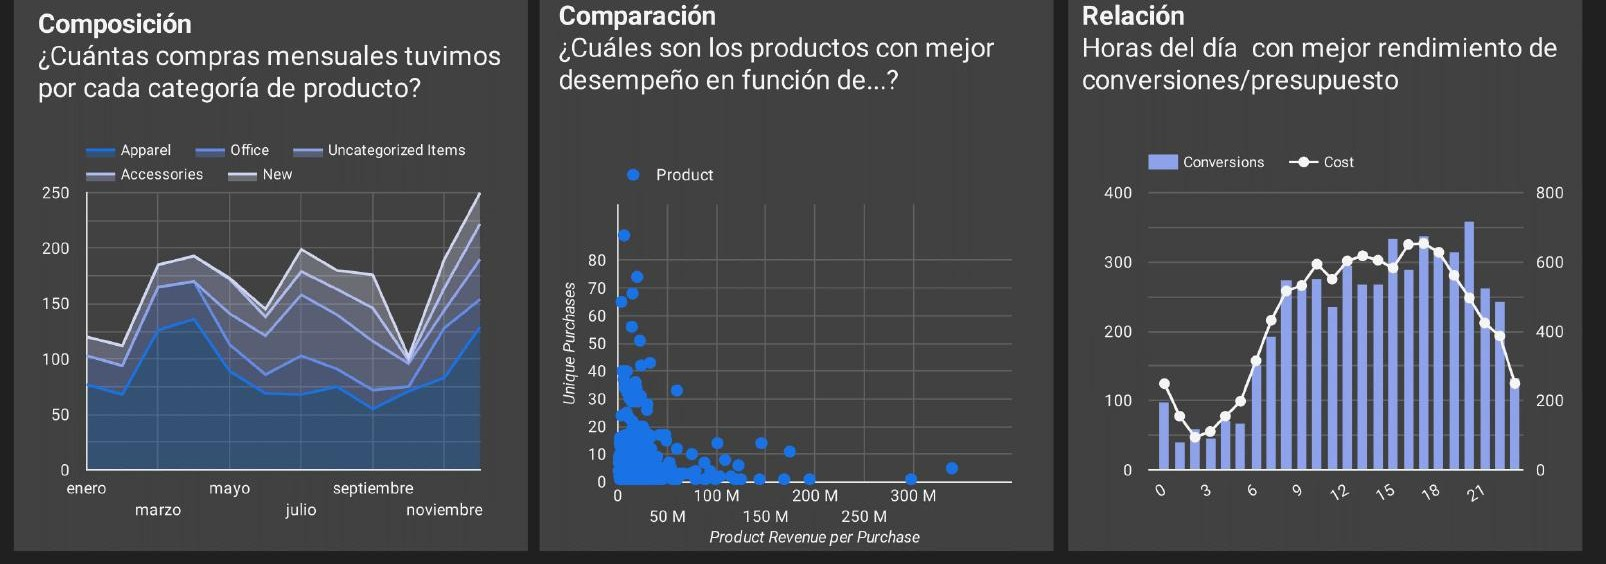 Composición
¿Cuántas compras mensuales tuvimos
por cada categoría de producto?
Apparel Office Uncategorized Items
Accessories New
250
200
150
100
50
0
enero mayo septiembre
marzo julio noviembre
Comparación
¿Cuáles son los productos con mejor
desempeño en función de...?
Product
Unique Purchases
80
70
60
50
40
30
20
10
0
0 100 M 200 M 300 M
50 M 150 M 250 M
Product Revenue per Purchase
Relación
Horas del día con mejor rendimiento de
conversiones/presupuesto
Conversions Cost
400 800
300 600
200 400
100 200
0 0
0 3 6 9 12 15 18 21